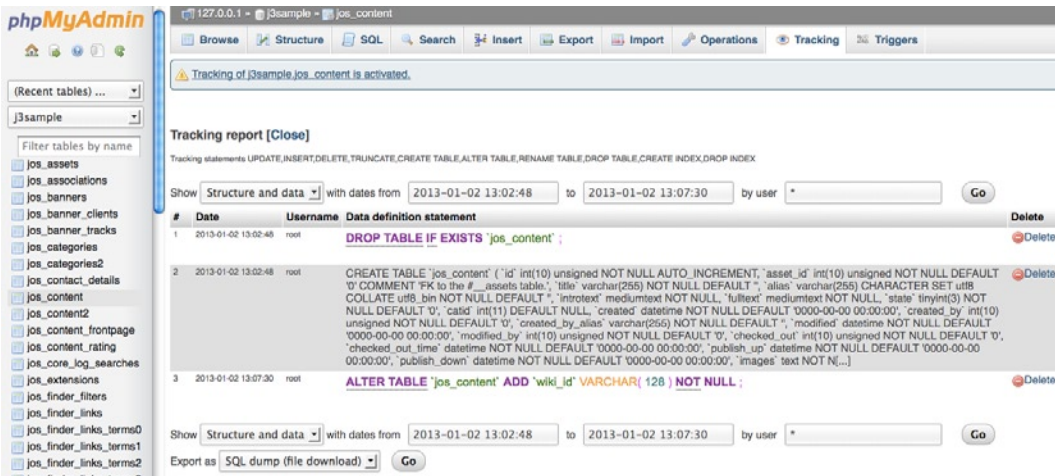 phpMyAdmin
(Recent tables) ...
j3sample
Filter tables by name
jos_assets
jos_associations
jos_banners
jos_banner_clients
jos_banner_tracks
jos_categories
jos_categories2
jos_contact_details
jos_content
jos_content2
jos_content_frontpage
jos_content_rating
jos_core_log_searches
jos_extensions
jos_finder_filters
jos_finder_links
jos_finder_links_terms0
jos_finder_links_terms1
jos_finder_links_terms2
127.0.0.1 » j3sample » jos_content
Browse Structure SQL Search Insert Export Import Operations Tracking Triggers
Tracking of j3sample.jos_content is activated.
Tracking report [Close]
Tracking statements UPDATE,INSERT,DELETE,TRUNCATE,CREATE TABLE,ALTER TABLE,RENAME TABLE,DROP TABLE,CREATE INDEX,DROP INDEX
Show Structure and data with dates from 2013-01-02 13:02:48 to 2013-01-02 13:07:30 by user * Go
# Date Username Data definition statement Delete
1 2013-01-02 13:02:48 root DROP TABLE IF EXISTS `jos_content` ; Delete
2 2013-01-02 13:02:48 root CREATE TABLE `jos_content` ( `id` int(10) unsigned NOT NULL AUTO_INCREMENT, `asset_id` int(10) unsigned NOT NULL DEFAULT Delete
'0' COMMENT 'FK to the #__assets table.', `title` varchar(255) NOT NULL DEFAULT '', `alias` varchar(255) CHARACTER SET utf8
COLLATE utf8_bin NOT NULL DEFAULT '', `introtext` mediumtext NOT NULL, `fulltext` mediumtext NOT NULL, `state` tinyint(3) NOT
NULL DEFAULT '0', `catid` int(11) DEFAULT NULL, `created` datetime NOT NULL DEFAULT '0000-00-00 00:00:00', `created_by` int(10)
unsigned NOT NULL DEFAULT '0', `created_by_alias` varchar(255) NOT NULL DEFAULT '', `modified` datetime NOT NULL DEFAULT
'0000-00-00 00:00:00', `modified_by` int(10) unsigned NOT NULL DEFAULT '0', `checked_out` int(10) unsigned NOT NULL DEFAULT '0',
`checked_out_time` datetime NOT NULL DEFAULT '0000-00-00 00:00:00', `publish_up` datetime NOT NULL DEFAULT '0000-00-00
00:00:00', `publish_down` datetime NOT NULL DEFAULT '0000-00-00 00:00:00', `images` text NOT N[...]
3 2013-01-02 13:07:30 root ALTER TABLE `jos_content` ADD `wiki_id` VARCHAR( 128 ) NOT NULL ; Delete
Show Structure and data with dates from 2013-01-02 13:02:48 to 2013-01-02 13:07:30 by user * Go
Export as SQL dump (file download) Go